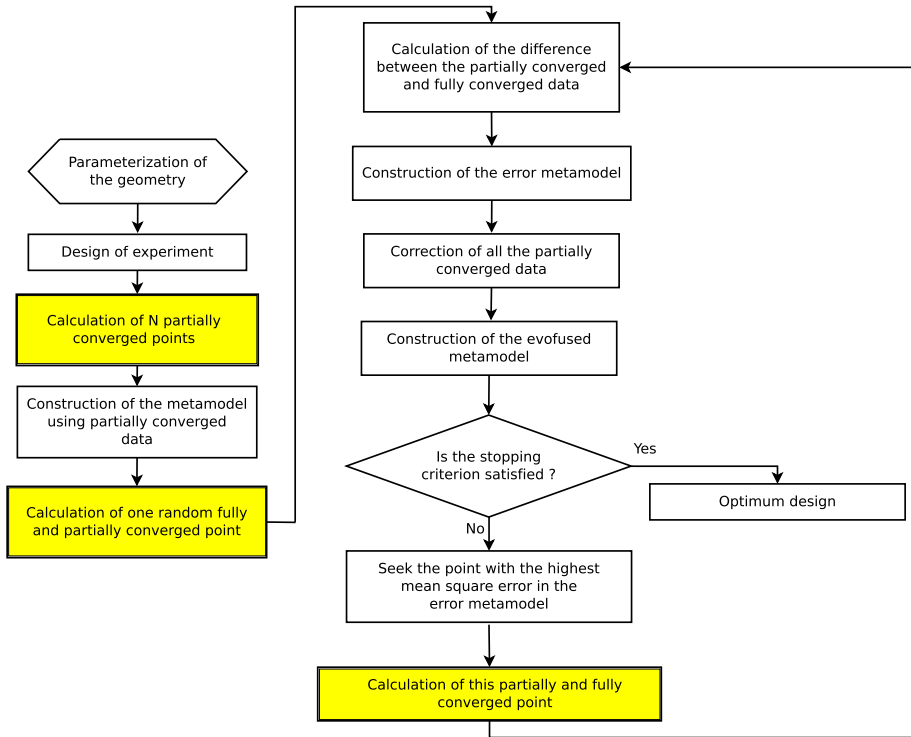 Parameterization of
the geometry
Design of experiment
Calculation of N partially
converged points
Construction of the metamodel
using partially converged
data
Calculation of one random fully
and partially converged point
Calculation of the difference
between the partially converged
and fully converged data
Construction of the error metamodel
Correction of all the partially
converged data
Construction of the evofused
metamodel
Is the stopping
criterion satisfied ?
Yes
Optimum design
No
Seek the point with the highest
mean square error in the
error metamodel
Calculation of this partially and fully
converged point